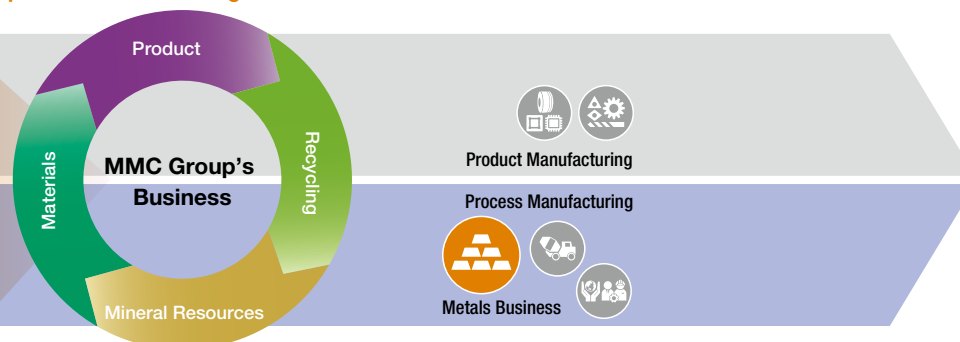 Product
Materials
MMC Group's
Business
Recycling
Mineral Resources
Product Manufacturing
Process Manufacturing
Metals Business